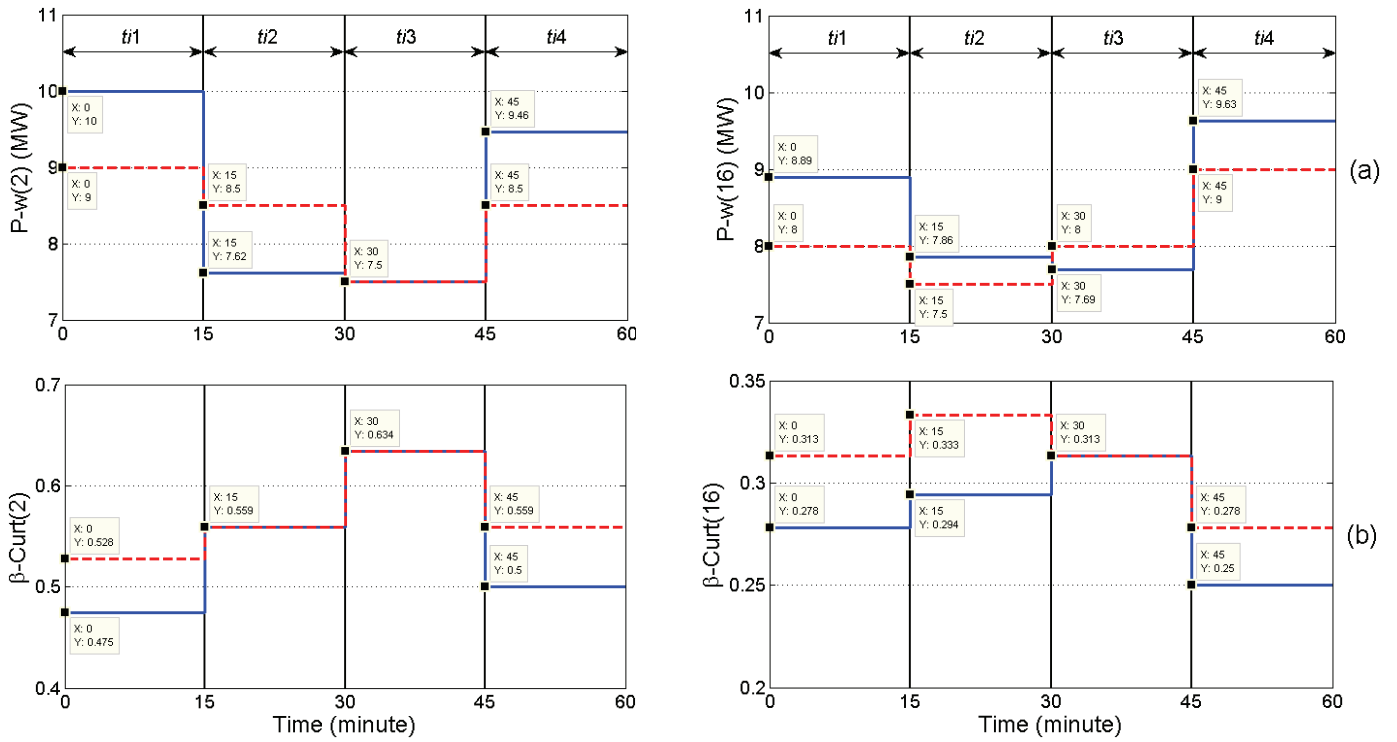 11
10
9
8
7
P-w(2) (MW)
ti1
ti2
ti3
ti4
X: 0
Y: 10
X: 0
Y: 9
X: 15
Y: 8.5
X: 15
Y: 7.62
X: 30
Y: 7.5
X: 45
Y: 9.46
X: 45
Y: 8.5
0
15
30
45
60
11
10
9
8
7
P-w(16) (MW)
ti1
ti2
ti3
ti4
X: 0
Y: 8.89
X: 0
Y: 8
X: 15
Y: 7.86
X: 15
Y: 7.5
X: 30
Y: 8
X: 30
Y: 7.69
X: 45
Y: 9.63
X: 45
Y: 9
0
15
30
45
60
(a)
0.7
0.6
0.5
0.4
β-Curt(2)
X: 0
Y: 0.528
X: 0
Y: 0.475
X: 15
Y: 0.559
X: 30
Y: 0.634
X: 45
Y: 0.559
X: 45
Y: 0.5
0
15
30
45
60
Time (minute)
0.35
0.3
0.25
0.2
β-Curt(16)
X: 0
Y: 0.313
X: 0
Y: 0.278
X: 15
Y: 0.333
X: 15
Y: 0.294
X: 30
Y: 0.313
X: 45
Y: 0.278
X: 45
Y: 0.25
0
15
30
45
60
Time (minute)
(b)